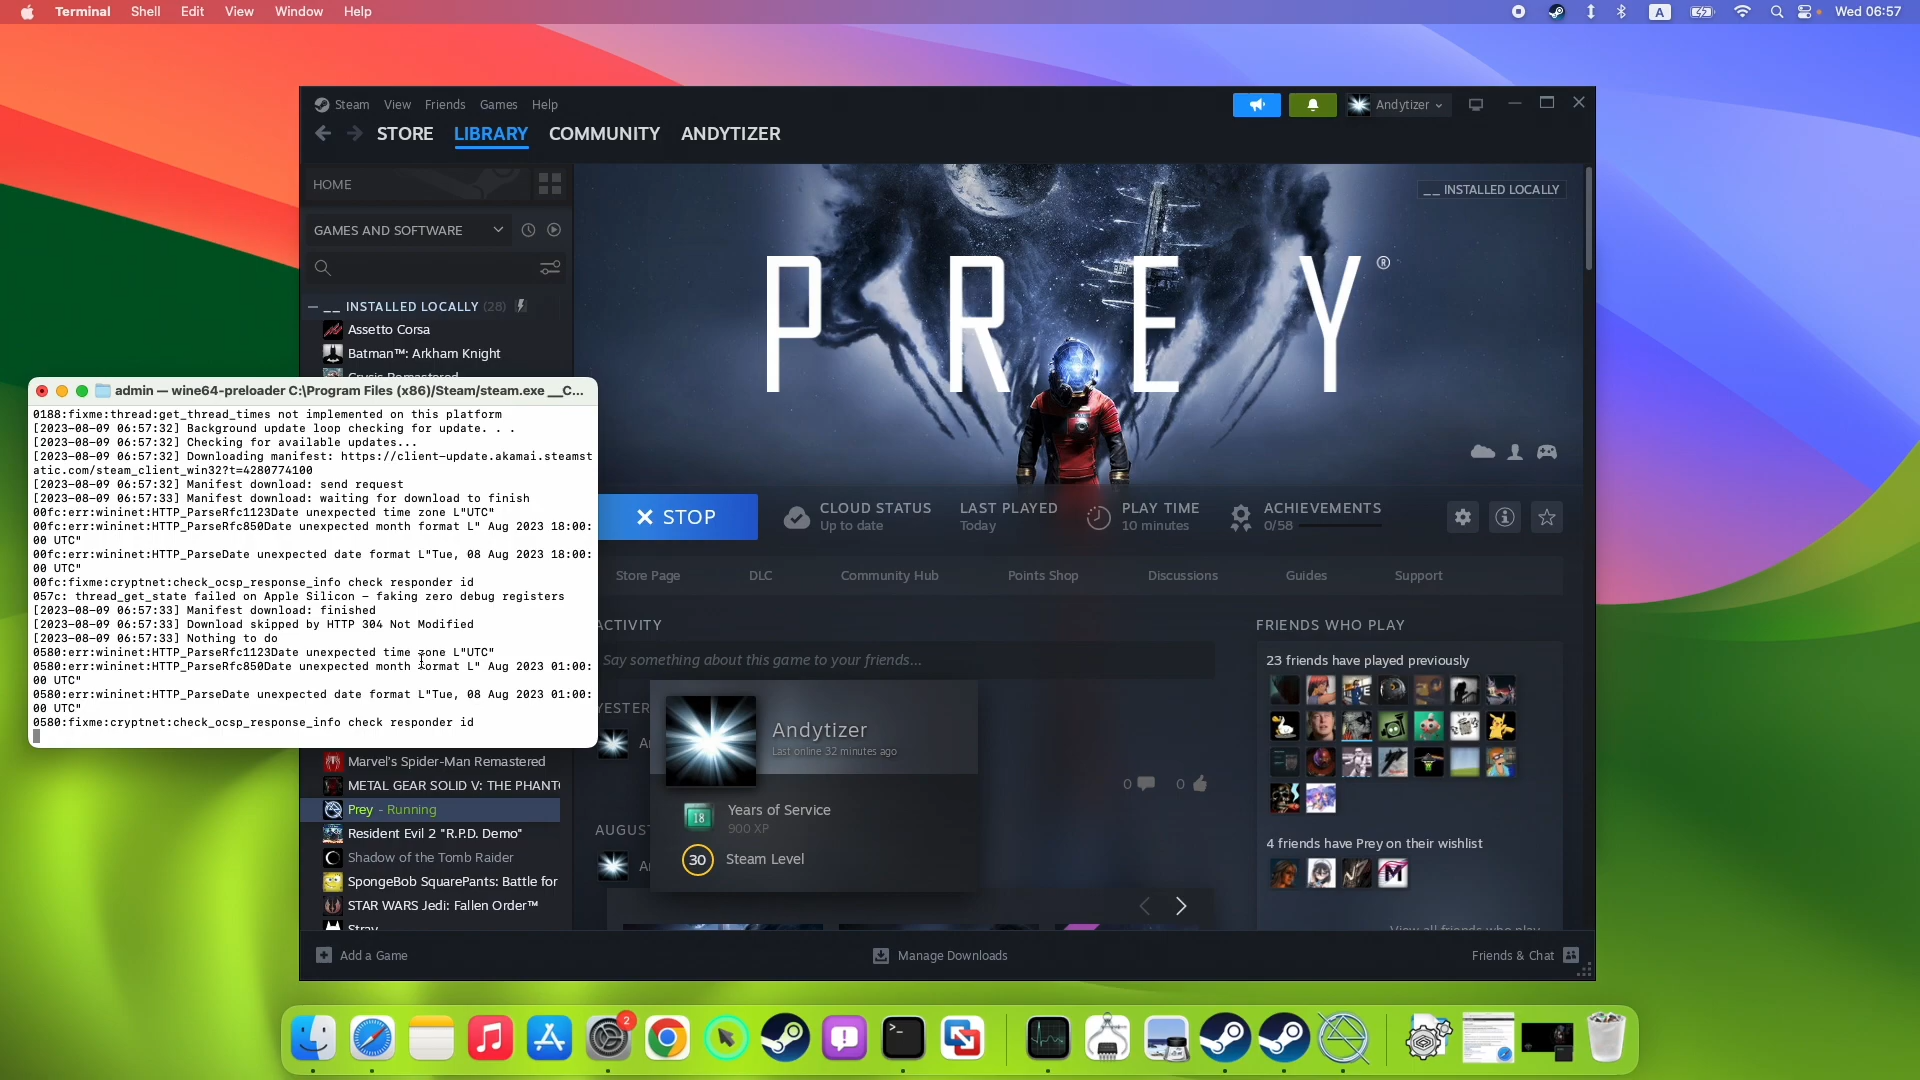 Terminal Shell Edit View Window Help
A Wed 06:57
Steam View Friends Games Help
Andytizer
STORE LIBRARY COMMUNITY ANDYTIZER
HOME
__ INSTALLED LOCALLY
GAMES AND SOFTWARE
PREY®
— __ INSTALLED LOCALLY (28)
Assetto Corsa
Batman™: Arkham Knight
Crysis Remastered
admin — wine64-preloader C:\Program Files (x86)/Steam/steam.exe __C...
0188:fixme:thread:get_thread_times not implemented on this platform
[2023-08-09 06:57:32] Background update loop checking for update. . .
[2023-08-09 06:57:32] Checking for available updates...
[2023-08-09 06:57:32] Downloading manifest: https://client-update.akamai.steamst
atic.com/steam_client_win32?t=4280774100
[2023-08-09 06:57:32] Manifest download: send request
[2023-08-09 06:57:33] Manifest download: waiting for download to finish
00fc:err:wininet:HTTP_ParseRfc1123Date unexpected time zone L"UTC"
00fc:err:wininet:HTTP_ParseRfc850Date unexpected month format L" Aug 2023 18:00:
00 UTC"
00fc:err:wininet:HTTP_ParseDate unexpected date format L"Tue, 08 Aug 2023 18:00:
00 UTC"
00fc:fixme:cryptnet:check_ocsp_response_info check responder id
057c: thread_get_state failed on Apple Silicon – faking zero debug registers
[2023-08-09 06:57:33] Manifest download: finished
[2023-08-09 06:57:33] Download skipped by HTTP 304 Not Modified
[2023-08-09 06:57:33] Nothing to do
0580:err:wininet:HTTP_ParseRfc1123Date unexpected time zone L"UTC"
0580:err:wininet:HTTP_ParseRfc850Date unexpected month format L" Aug 2023 01:00:
00 UTC"
0580:err:wininet:HTTP_ParseDate unexpected date format L"Tue, 08 Aug 2023 01:00:
00 UTC"
0580:fixme:cryptnet:check_ocsp_response_info check responder id
Marvel's Spider-Man Remastered
METAL GEAR SOLID V: THE PHANT
Prey - Running
Resident Evil 2 "R.P.D. Demo"
Shadow of the Tomb Raider
SpongeBob SquarePants: Battle for
STAR WARS Jedi: Fallen Order™
Stray
STOP
CLOUD STATUS
Up to date
LAST PLAYED
Today
PLAY TIME
10 minutes
ACHIEVEMENTS
0/58
Store Page DLC Community Hub Points Shop Discussions Guides Support
CTIVITY
Say something about this game to your friends...
YESTER
A
AUGUS
A
Andytizer
Last online 32 minutes ago
18
Years of Service
900 XP
30 Steam Level
0 0
FRIENDS WHO PLAY
23 friends have played previously
4 friends have Prey on their wishlist
View all friends who play
Add a Game
Manage Downloads
Friends & Chat
2